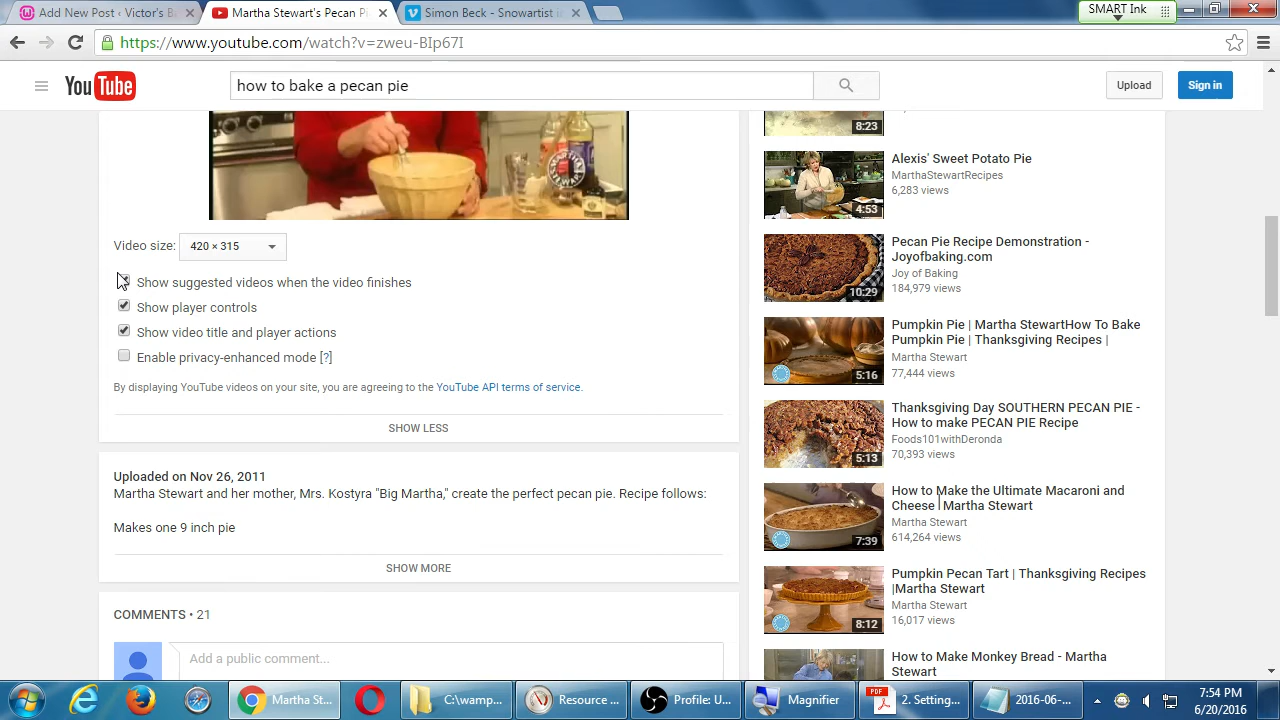 Add New Post ‹ Victor's B
Martha Stewart's Pecan Pi
Simon Beck - Snowartist i
SMART Ink
https://www.youtube.com/watch?v=zweu-BIp67I
YouTube
how to bake a pecan pie
Upload
Sign in
8:23
Alexis' Sweet Potato Pie
MarthaStewartRecipes
6,283 views
4:53
Video size:
420 × 315
Show suggested videos when the video finishes
Show player controls
Show video title and player actions
Enable privacy-enhanced mode [?]
By displaying YouTube videos on your site, you are agreeing to the YouTube API terms of service.
SHOW LESS
Uploaded on Nov 26, 2011
Martha Stewart and her mother, Mrs. Kostyra "Big Martha," create the perfect pecan pie. Recipe follows:
Makes one 9 inch pie
SHOW MORE
COMMENTS • 21
Add a public comment...
Pecan Pie Recipe Demonstration -
Joyofbaking.com
Joy of Baking
184,979 views
10:29
Pumpkin Pie | Martha StewartHow To Bake
Pumpkin Pie | Thanksgiving Recipes |
Martha Stewart
77,444 views
5:16
Thanksgiving Day SOUTHERN PECAN PIE -
How to make PECAN PIE Recipe
Foods101withDeronda
70,393 views
5:13
How to Make the Ultimate Macaroni and
Cheese | Martha Stewart
Martha Stewart
614,264 views
7:39
Pumpkin Pecan Tart | Thanksgiving Recipes
|Martha Stewart
Martha Stewart
16,017 views
8:12
How to Make Monkey Bread - Martha
Stewart
Martha St...
C:\wamp...
Resource ...
Profile: U...
Magnifier
PDF
2. Setting...
2016-06-...
7:54 PM
6/20/2016